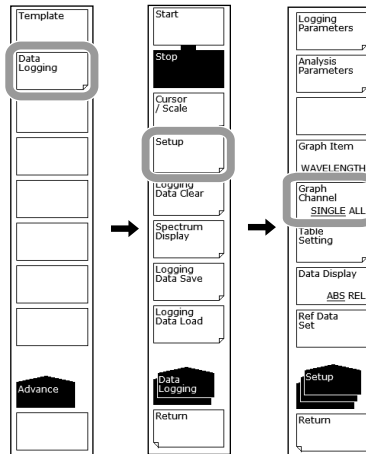 Template
Data
Logging
Advance
Start
Stop
Cursor
/ Scale
Setup
Logging
Data Clear
Spectrum
Display
Logging
Data Save
Logging
Data Load
Data
Logging
Return
Logging
Parameters
Analysis
Parameters
Graph Item
WAVELENGTH
Graph
Channel
SINGLE ALL
Table
Setting
Data Display
ABS REL
Ref Data
Set
Setup
Return